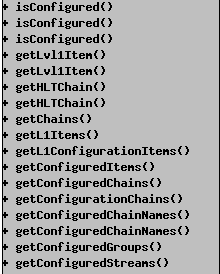 + isConfigured()
+ isConfigured()
+ isConfigured()
+ getLvl1Item()
+ getLvl1Item()
+ getHLTChain()
+ getHLTChain()
+ getChains()
+ getL1Items()
+ getL1ConfigurationItems()
+ getConfiguredItems()
+ getConfiguredChains()
+ getConfigurationChains()
+ getConfiguredChainNames()
+ getConfiguredChainNames()
+ getConfiguredGroups()
+ getConfiguredStreams()